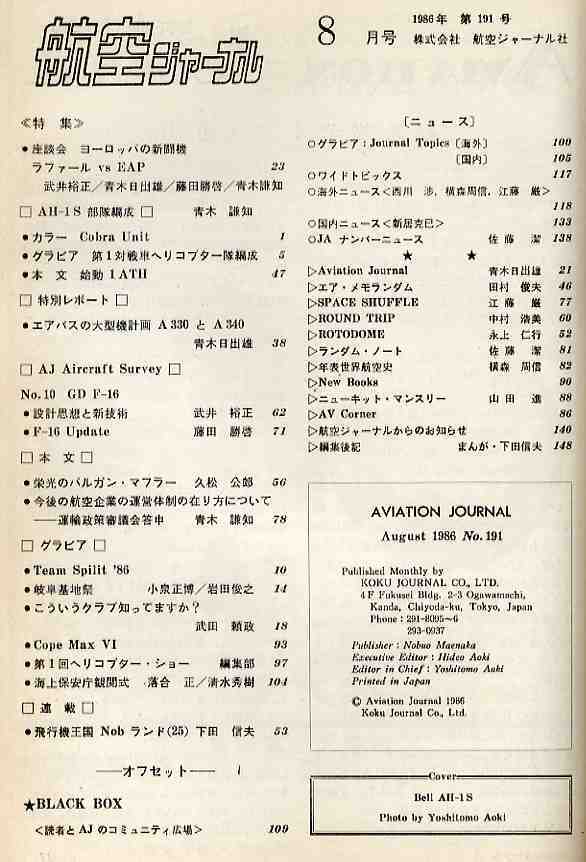 航空ジャーナル
8月号
1986年 第191号
株式会社 航空ジャーナル社
≪特 集≫
●座談会 ヨーロッパの新闘機
ラファール vs EAP 23
武井裕正／青木日出雄／藤田勝啓／青木謙知
□ AH-1S 部隊編成 □ 青木 謙知
●カラー Cobra Unit 1
●グラビア 第1対戦車ヘリコプター隊編成 5
●本 文 始動 1 ATH 47
□ 特別レポート □
●エアバスの大型機計画 A330 と A340
青木日出雄 38
□ AJ Aircraft Survey □
No.10 GD F-16
●設計思想と新技術 武井 裕正 62
●F-16 Update 藤田 勝啓 71
□ 本 文 □
●栄光のバルガン・マフラー 久松 公郎 56
●今後の航空企業の運営体制の在り方について
――運輸政策審議会答申 青木 謙知 78
□ グラビア □
●Team Spilit '86 10
●岐阜基地祭 小泉正博／岩田俊之 14
●こういうクラブ知ってますか？
武田 頼政 18
●Cope Max VI 93
●第1回ヘリコプター・ショー 編集部 97
●海上保安庁観閲式 落合 正／清水秀樹 104
□ 連 載 □
●飛行機王国 Nob ランド(25) 下田 信夫 53
――オフセット――
★BLACK BOX
＜読者と AJ のコミュニティ広場＞ 109
〔ニュース〕
○グラビア：Journal Topics〔海外〕 100
〔国内〕 105
○ワイドトピックス 117
○海外ニュース＜西川 渉，横森周信，江藤 巌＞
118
○国内ニュース＜新居克巳＞ 133
○JA ナンバーニュース 佐藤 潔 138
★ ★
▷Aviation Journal 青木日出雄 21
▷エア・メモランダム 田村 俊夫 46
▷SPACE SHUFFLE 江藤 巌 77
▷ROUND TRIP 中村 浩美 60
▷ROTODOME 永上 仁行 52
▷ランダム・ノート 佐藤 潔 81
▷年表世界航空史 横森 周信 82
▷New Books 90
▷ニューキット・マンスリー 山田 進 88
▷AV Corner 86
▷航空ジャーナルからのお知らせ 140
▷編集後記 まんが・下田信夫 148
AVIATION JOURNAL
August 1986 No. 191
Published Monthly by
KOKU JOURNAL CO., LTD.
4F Fukusei Bldg. 2-3 Ogawamachi,
Kanda, Chiyoda-ku, Tokyo, Japan
Phone : 291-8095～6
293-0937
Publisher : Nobuo Maenaka
Executive Editor : Hideo Aoki
Editor in Chief : Yoshitomo Aoki
Printed in Japan
© Aviation Journal 1986
Koku Journal Co., Ltd.
Cover
Bell AH-1S
Photo by Yoshitomo Aoki